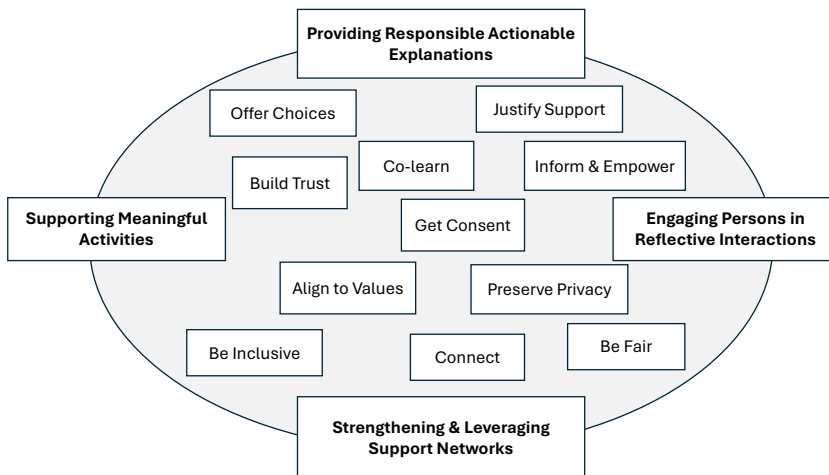 Providing Responsible Actionable
Explanations
Offer Choices
Justify Support
Co-learn
Inform & Empower
Build Trust
Supporting Meaningful
Activities
Get Consent
Engaging Persons in
Reflective Interactions
Align to Values
Preserve Privacy
Be Inclusive
Connect
Be Fair
Strengthening & Leveraging
Support Networks